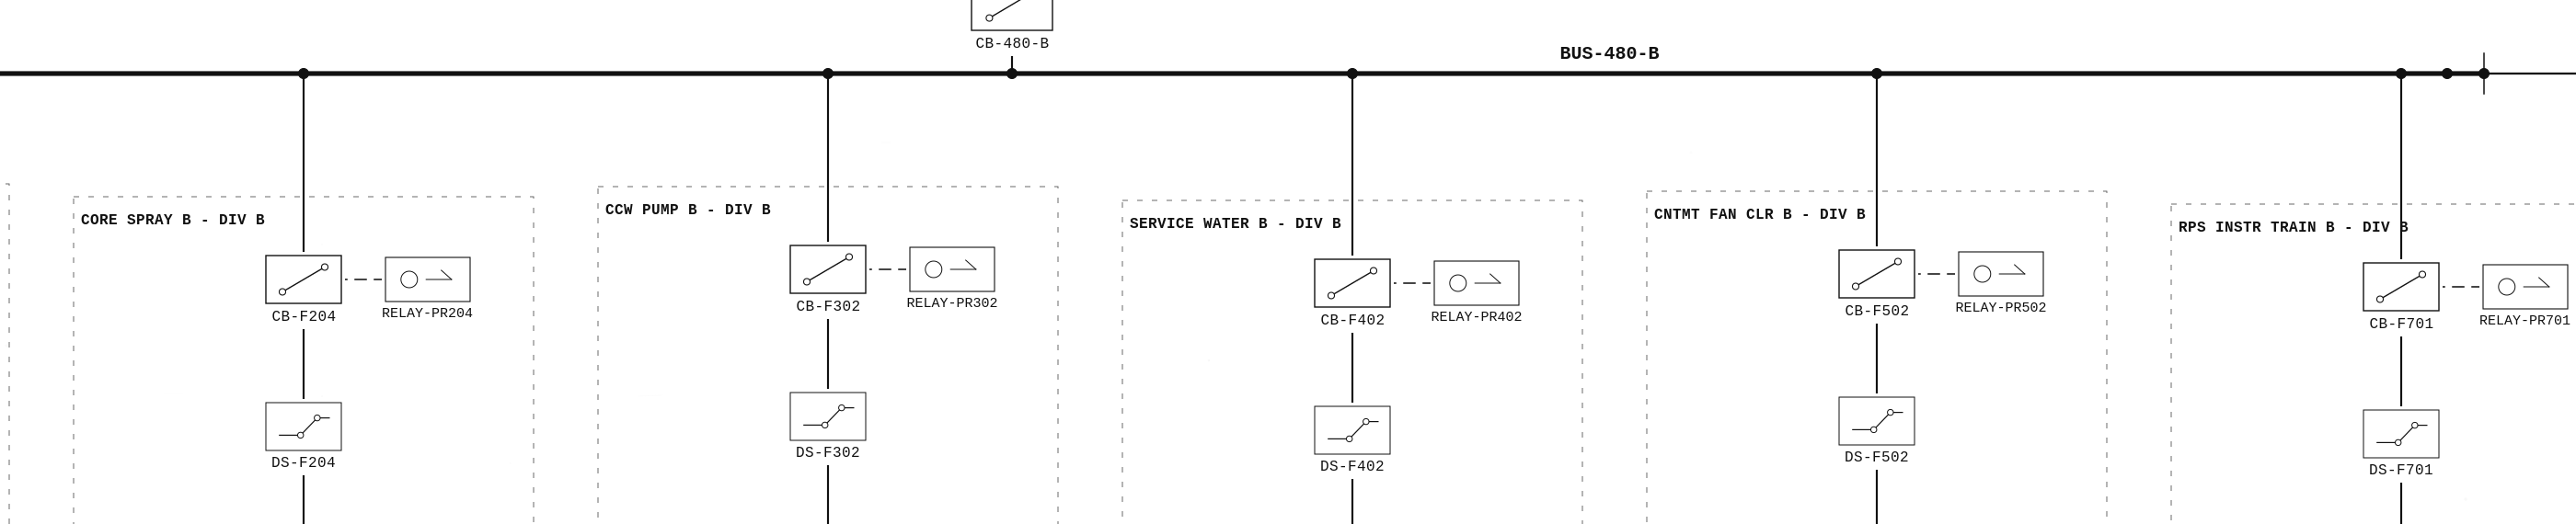 CB-480-B
BUS-480-B
CORE SPRAY B - DIV B
CCW PUMP B - DIV B
SERVICE WATER B - DIV B
CNTMT FAN CLR B - DIV B
RPS INSTR TRAIN B - DIV B
CB-F204
RELAY-PR204
CB-F302
RELAY-PR302
CB-F402
RELAY-PR402
CB-F502
RELAY-PR502
CB-F701
RELAY-PR701
DS-F204
DS-F302
DS-F402
DS-F502
DS-F701